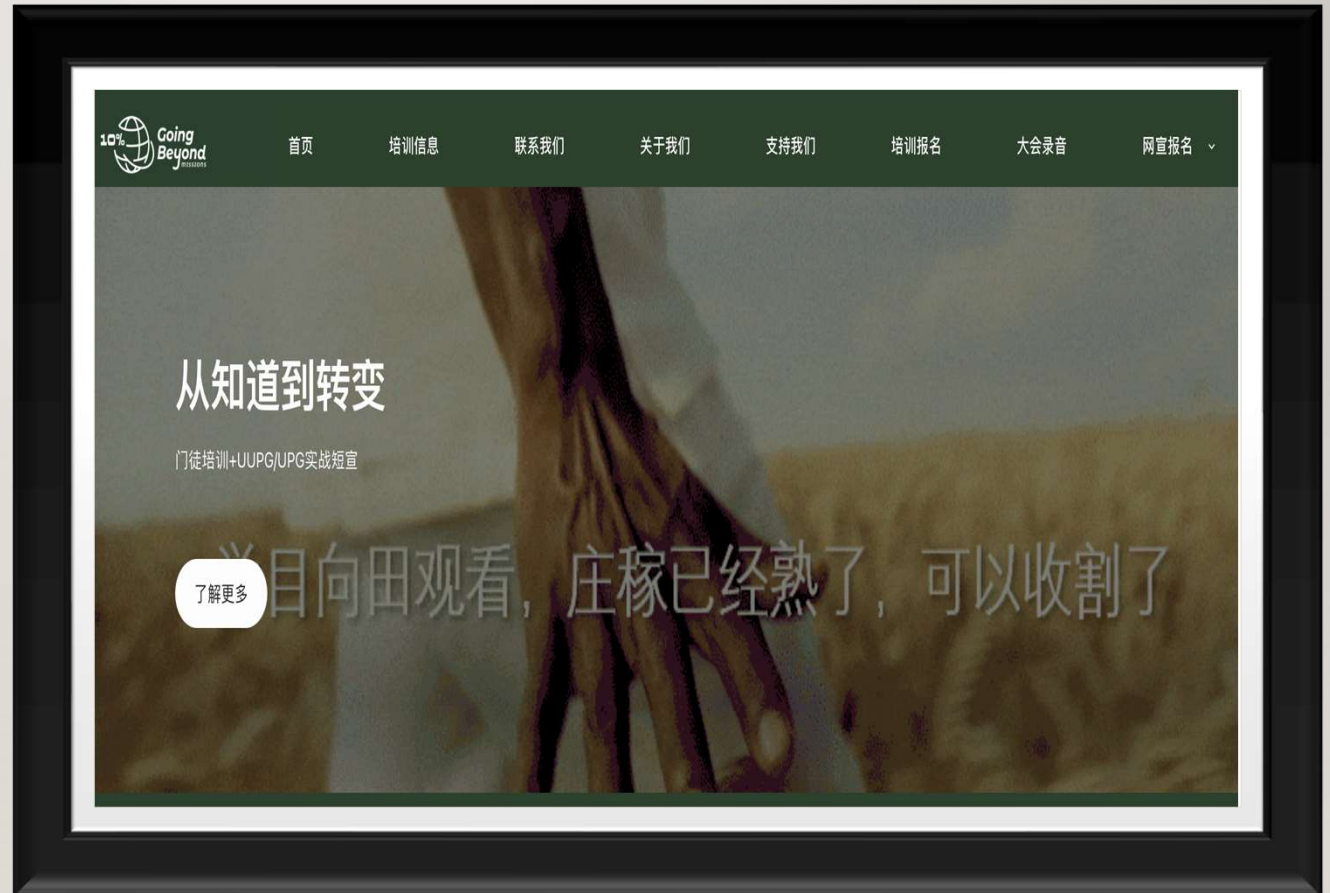 10% Going
Beyond
missions
首页 培训信息 联系我们 关于我们 支持我们 培训报名 大会录音 网宣报名
从知道到转变
门徒培训+UUPG/UPG实战短宣
目向田观看,庄稼已经熟了,可以收割了
了解更多